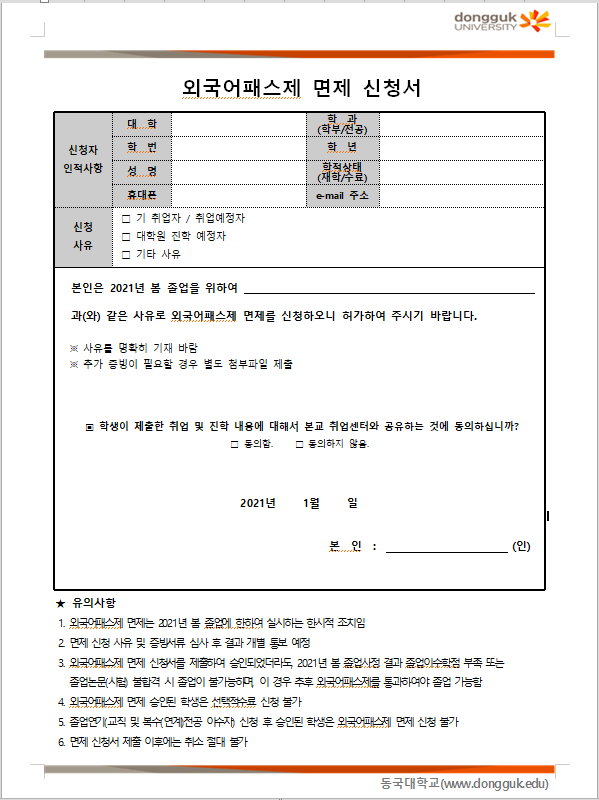 dongguk
UNIVERSITY
외국어패스제 면제 신청서
신청자
인적사항
대 학
학 과
(학부/전공)
학 번
학 년
성 명
학적상태
(재학/수료)
휴대폰
e-mail 주소
신청
사유
□ 기 취업자 / 취업예정자
□ 대학원 진학 예정자
□ 기타 사유
본인은 2021년 봄 졸업을 위하여
과(와) 같은 사유로 외국어패스제 면제를 신청하오니 허가하여 주시기 바랍니다.
※ 사유를 명확히 기재 바람
※ 추가 증빙이 필요할 경우 별도 첨부파일 제출
▣ 학생이 제출한 취업 및 진학 내용에 대해서 본교 취업센터와 공유하는 것에 동의하십니까?
□ 동의함. □ 동의하지 않음.
2021년 1월 일
본 인 : (인)
★ 유의사항
1. 외국어패스제 면제는 2021년 봄 졸업에 한하여 실시하는 한시적 조치임
2. 면제 신청 사유 및 증빙서류 심사 후 결과 개별 통보 예정
3. 외국어패스제 면제 신청서를 제출하여 승인되었더라도, 2021년 봄 졸업사정 결과 졸업이수학점 부족 또는
졸업논문(시험) 불합격 시 졸업이 불가능하며, 이 경우 추후 외국어패스제를 통과하여야 졸업 가능함
4. 외국어패스제 면제 승인된 학생은 선택적수료 신청 불가
5. 졸업연기(교직 및 복수(연계)전공 이수자) 신청 후 승인된 학생은 외국어패스제 면제 신청 불가
6. 면제 신청서 제출 이후에는 취소 절대 불가
동국대학교(www.dongguk.edu)